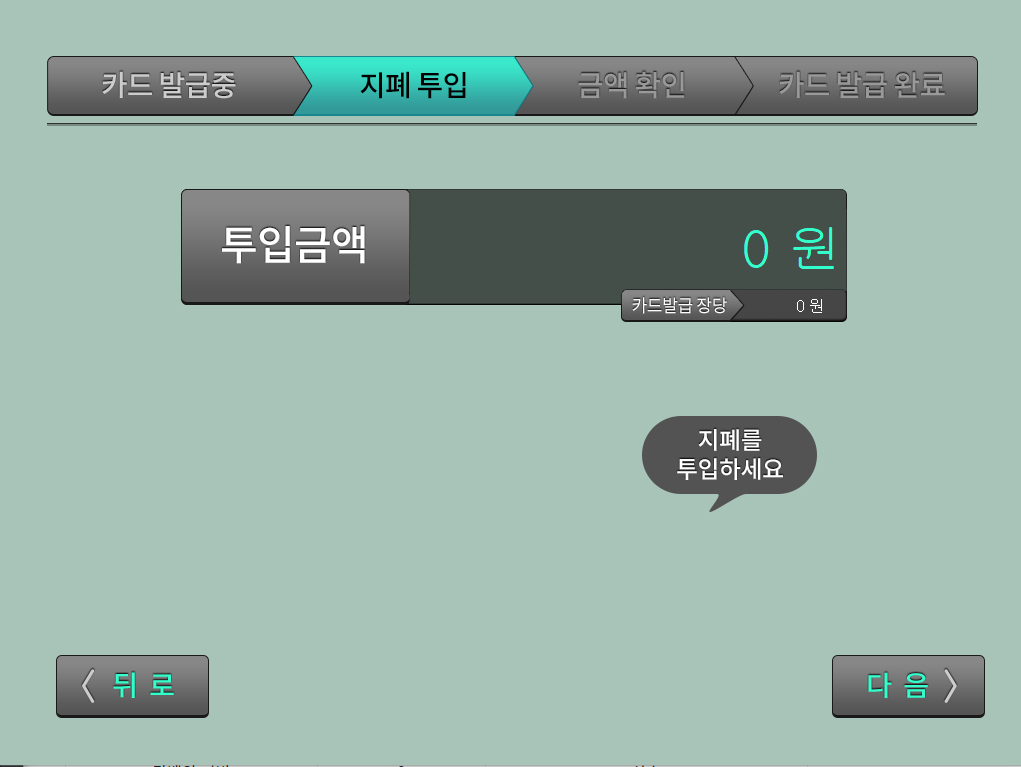 카드 발급중
지폐 투입
금액 확인
카드 발급 완료
투입금액
0 원
카드발급 장당
0 원
지폐를
투입하세요
뒤 로
다 음